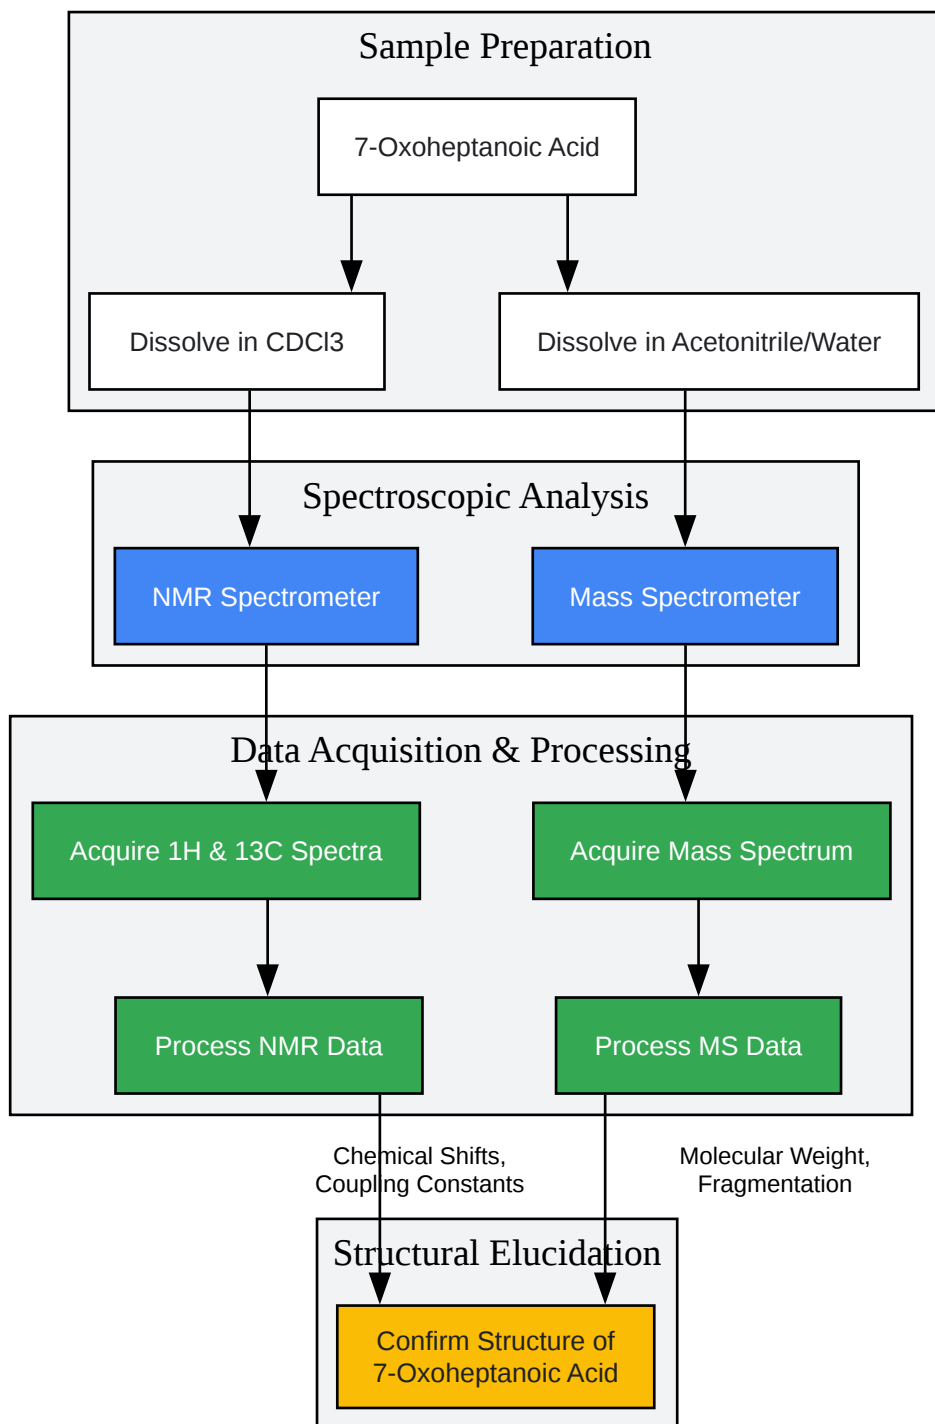 Sample Preparation
7-Oxoheptanoic Acid
Dissolve in CDCl3
Dissolve in Acetonitrile/Water
Spectroscopic Analysis
NMR Spectrometer
Mass Spectrometer
Data Acquisition & Processing
Acquire 1H & 13C Spectra
Acquire Mass Spectrum
Process NMR Data
Process MS Data
Chemical Shifts,
Coupling Constants
Molecular Weight,
Fragmentation
Structural Elucidation
Confirm Structure of
7-Oxoheptanoic Acid